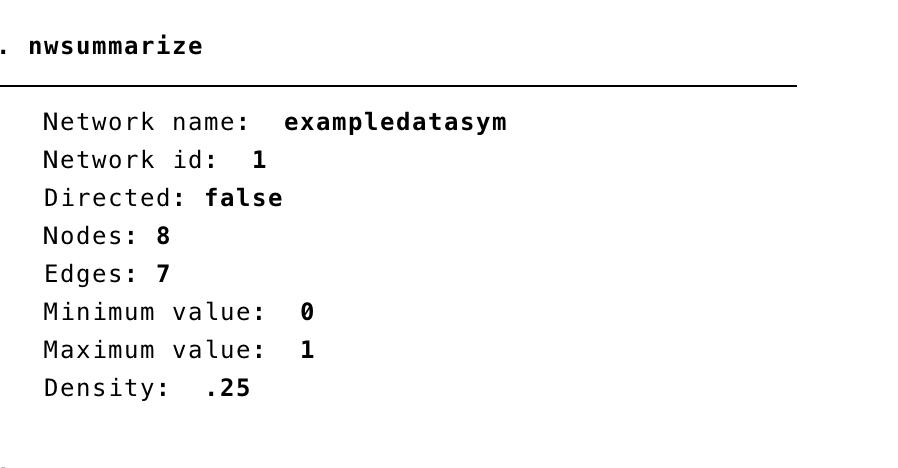 . nwsummarize
Network name:  exampledatasym
Network id:  1
Directed: false
Nodes: 8
Edges: 7
Minimum value:  0
Maximum value:  1
Density:  .25